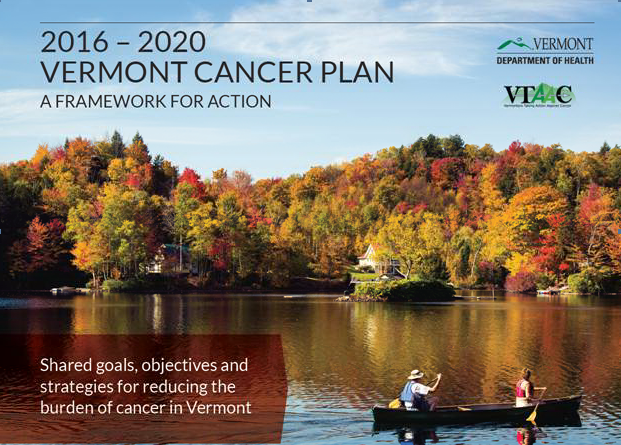 2016 – 2020
VERMONT CANCER PLAN
A FRAMEWORK FOR ACTION
VERMONT
DEPARTMENT OF HEALTH
VTAAC
Vermonters Taking Action Against Cancer
Shared goals, objectives and
strategies for reducing the
burden of cancer in Vermont